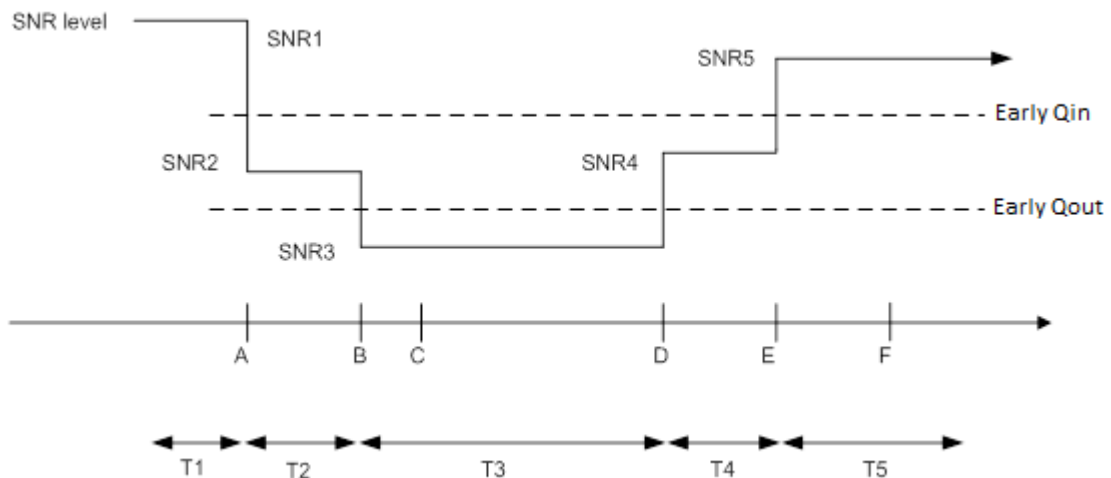 SNR level
SNR1
SNR5
Early Qin
SNR2
SNR4
Early Qout
SNR3
A B C D E F
T1 T2 T3 T4 T5